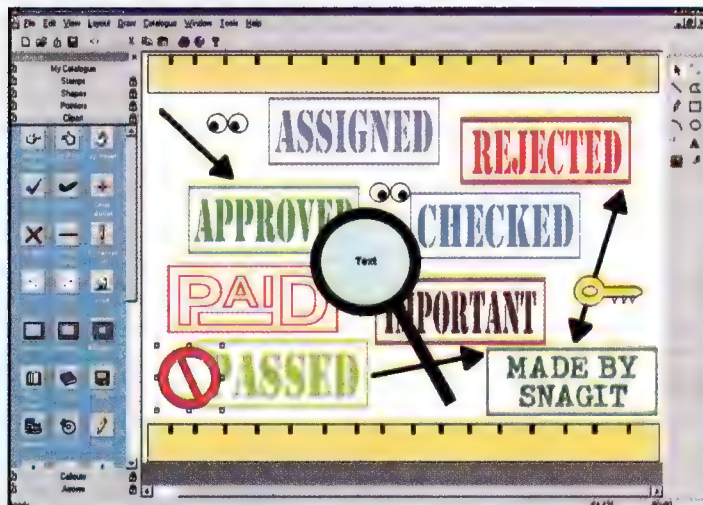 File Edit View Layout Draw Catalogue Window Tools Help
My Catalogue
Stamps
Shapes
Pointers
Clipart
ASSIGNED
REJECTED
APPROVED
CHECKED
Text
PAID
IMPORTANT
PASSED
MADE BY
SNAGIT
Callouts
Arrows